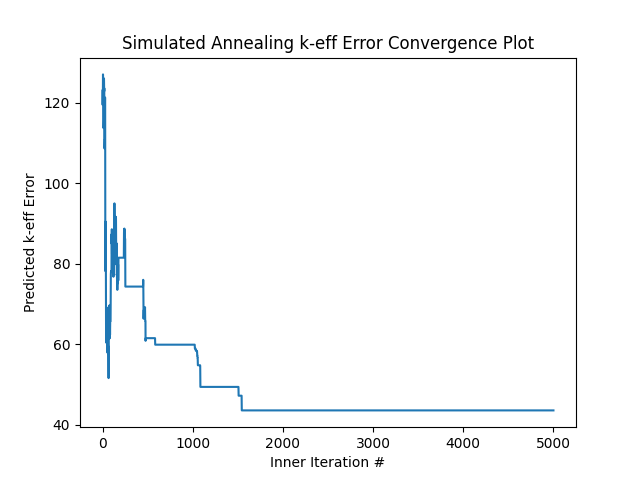 Simulated Annealing k-eff Error Convergence Plot
120
100
80
60
40
Predicted k-eff Error
0 1000 2000 3000 4000 5000
Inner Iteration #